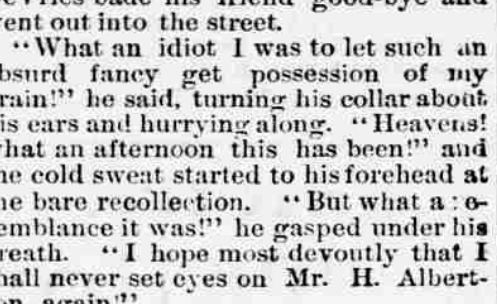 Vries bade his friend good-bye and
ent out into the street.
"What an idiot I was to let such an
bsurd fancy get possession of my
rain!" he said, turning his collar about
is ears and hurrying along. "Heavens!
hat an afternoon this has been!" and
he cold sweat started to his forehead at
he bare recollection. "But what a
emblance it was!" he gasped under his
reath. "I hope most devoutly that I
hall never set eyes on Mr. H. Albert-
on again!"